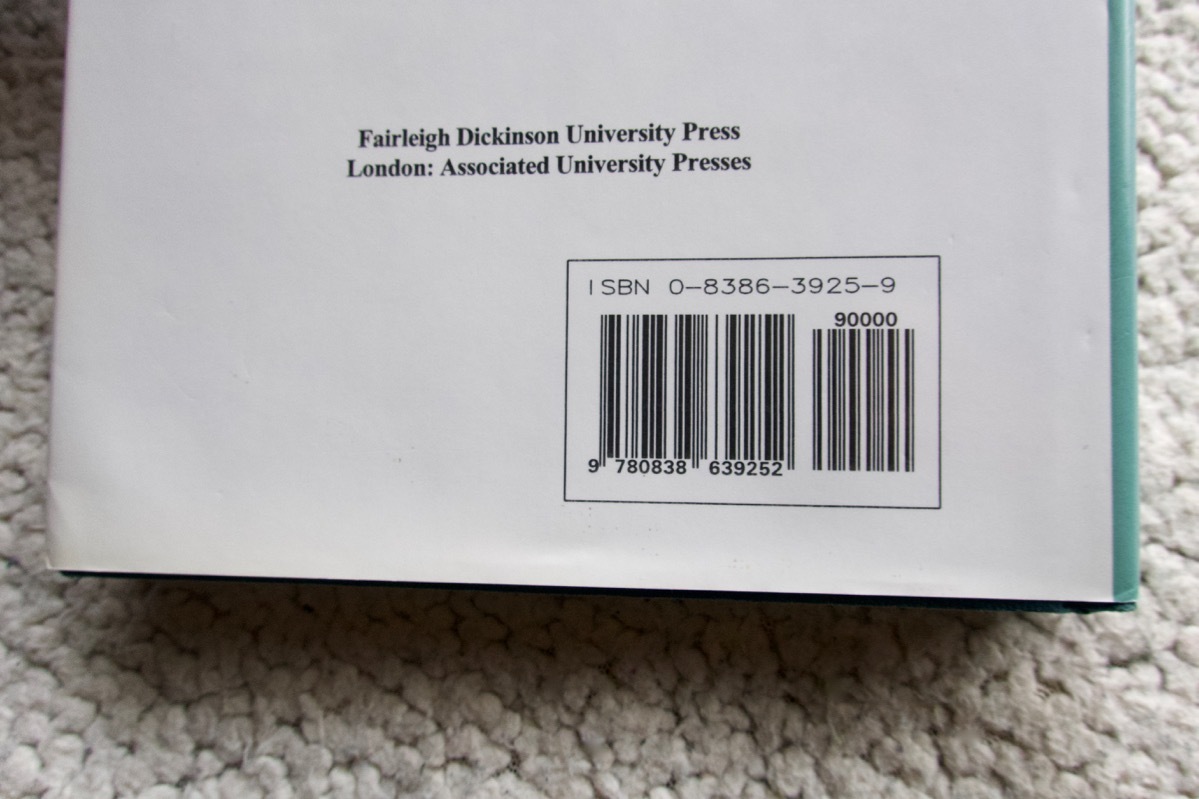 Fairleigh Dickinson University Press
London: Associated University Presses
ISBN 0-8386-3925-9
90000
9 780838 639252